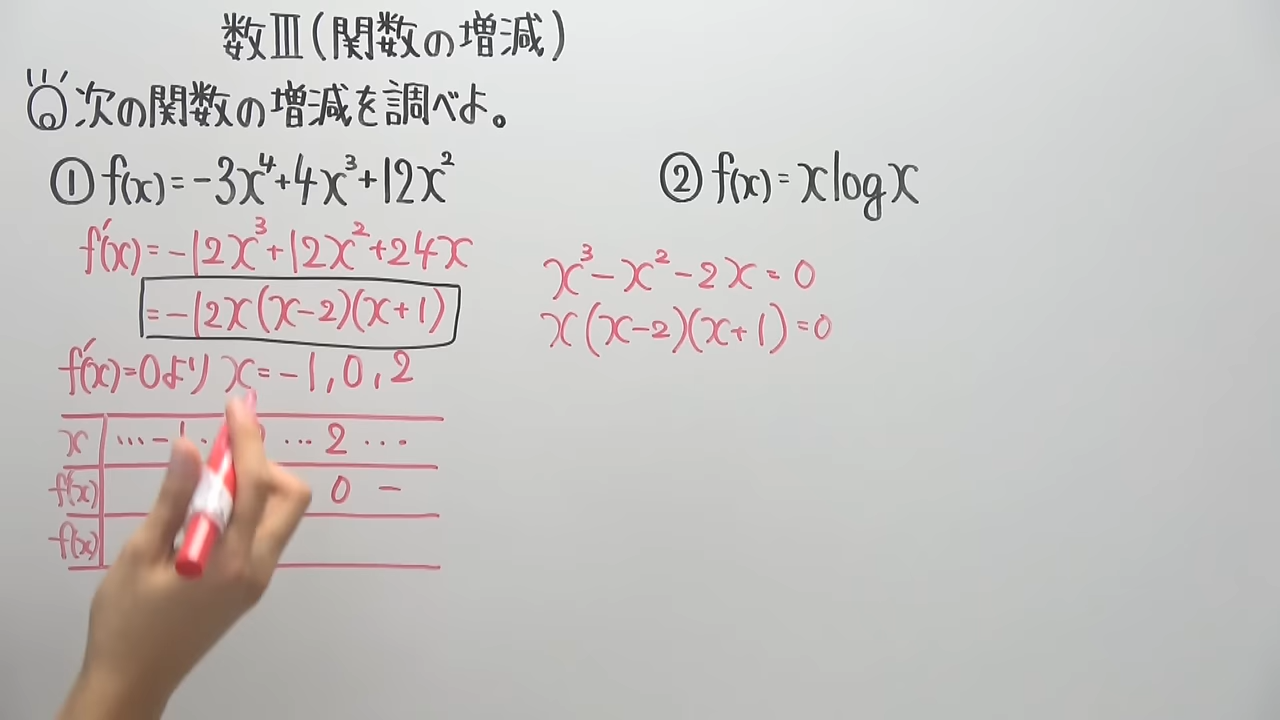 数Ⅲ(関数の増減)
Q 次の関数の増減を調べよ。
① f(x)=-3x⁴+4x³+12x²
f'(x)=-12x³+12x²+24x
=-12x(x-2)(x+1)
f'(x)=0より x=-1,0,2
x … -1 … 2 …
f'(x) 0 -
f(x)
② f(x)=xlogx
x³-x²-2x=0
x(x-2)(x+1)=0